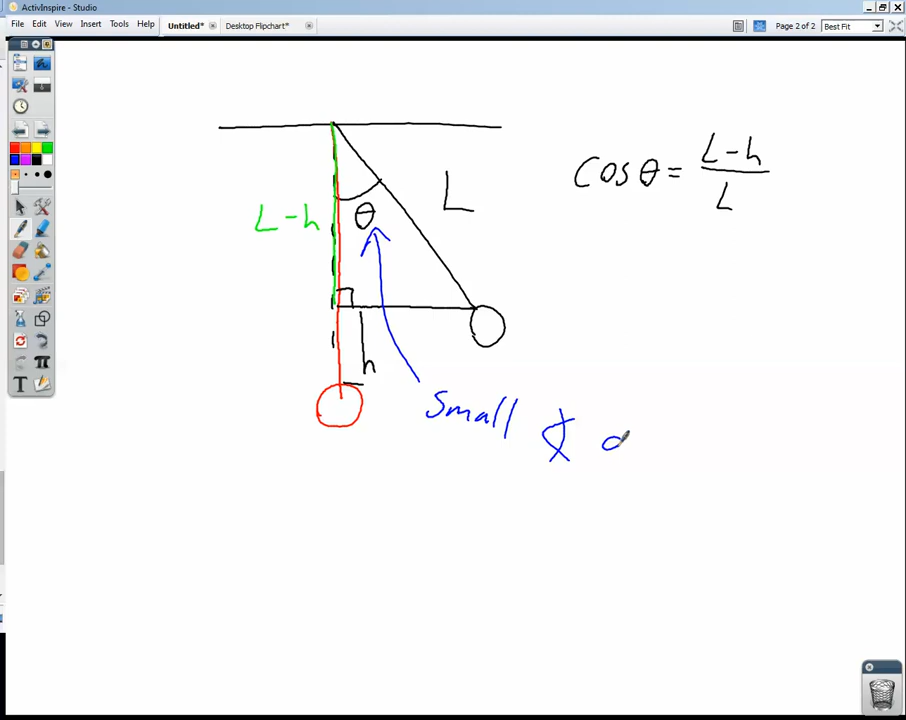 ActivInspire - Studio
File Edit View Insert Tools Help
Untitled* Desktop Flipchart*
Page 2 of 2 Best Fit
cos θ = L-h / L
L-h
θ
L
h
small ∢ a
T
π